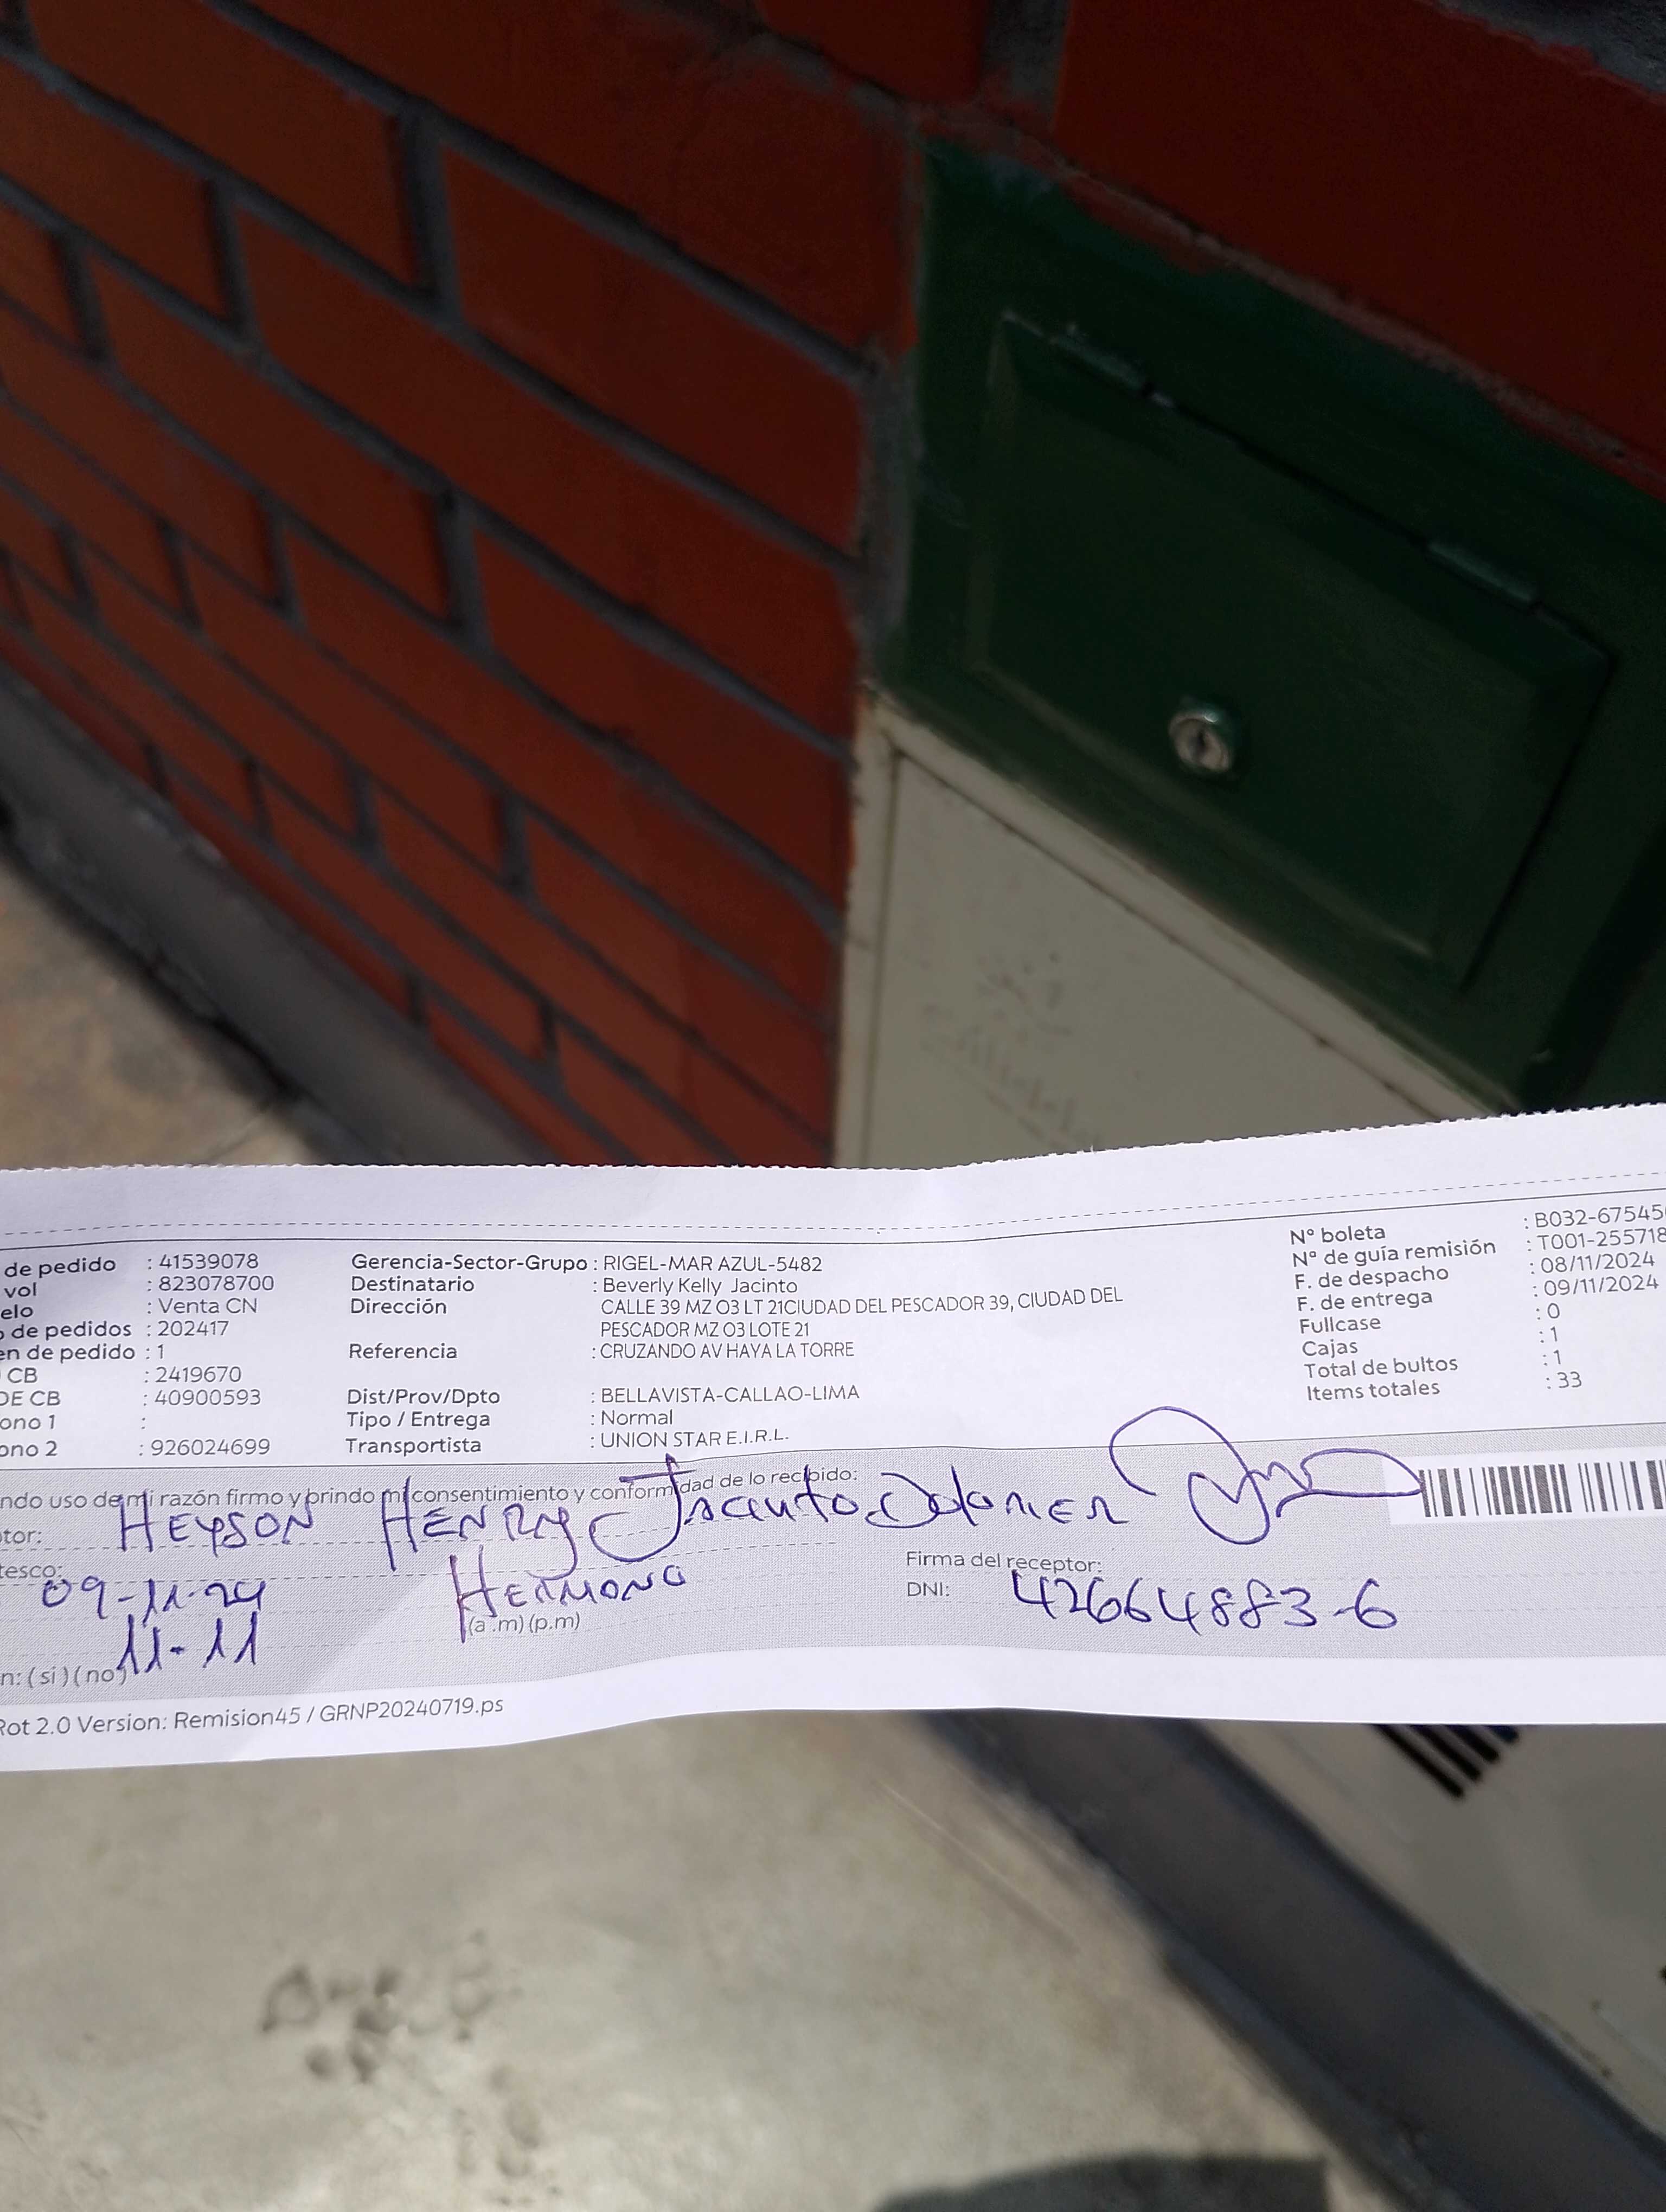 de pedido : 41539078
vol : 823078700
elo : Venta CN
de pedidos : 202417
en de pedido : 1
CB : 2419670
DE CB : 40900593
ono 1 :
ono 2 : 926024699
Gerencia-Sector-Grupo : RIGEL-MAR AZUL-5482
Destinatario : Beverly Kelly Jacinto
Dirección CALLE 39 MZ O3 LT 21CIUDAD DEL PESCADOR 39, CIUDAD DEL
PESCADOR MZ O3 LOTE 21
Referencia : CRUZANDO AV HAYA LA TORRE
Dist/Prov/Dpto : BELLAVISTA-CALLAO-LIMA
Tipo / Entrega : Normal
Transportista : UNION STAR E.I.R.L.
Nº boleta : B032-67545
Nº de guía remisión : T001-255718
F. de despacho : 08/11/2024
F. de entrega : 09/11/2024
Fullcase : 0
Cajas : 1
Total de bultos : 1
Items totales : 33
ndo uso de mi razón firmo y brindo mi consentimiento y conformidad de lo recibido:
tor: HEYSON HENRY Jacinto
tesco: HERMANO
09-11-24
(a.m) (p.m)
11-11
Firma del receptor:
DNI: 42664883-6
n: (si) (no)
Rot 2.0 Version: Remision45 / GRNP20240719.ps